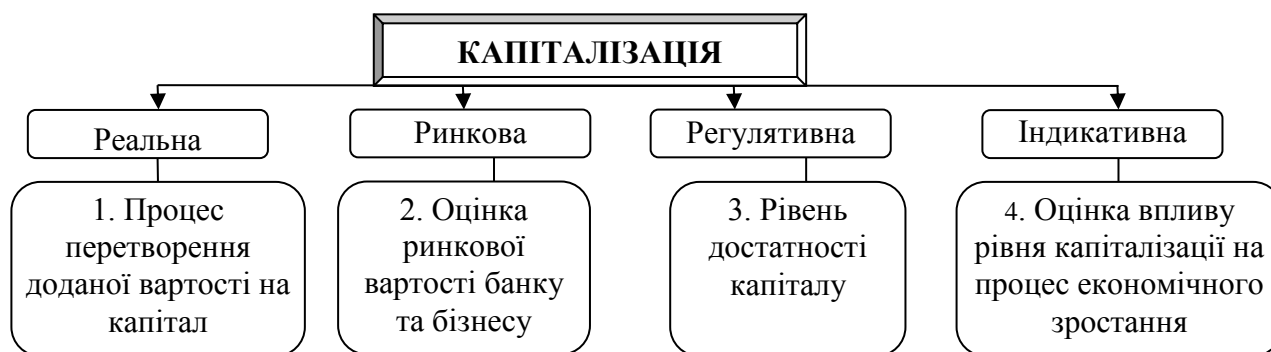 КАПІТАЛІЗАЦІЯ
Реальна
Ринкова
Регулятивна
Індикативна
1. Процес
перетворення
доданої вартості на
капітал
2. Оцінка
ринкової
вартості банку
та бізнесу
3. Рівень
достатності
капіталу
4. Оцінка впливу
рівня капіталізації на
процес економічного
зростання